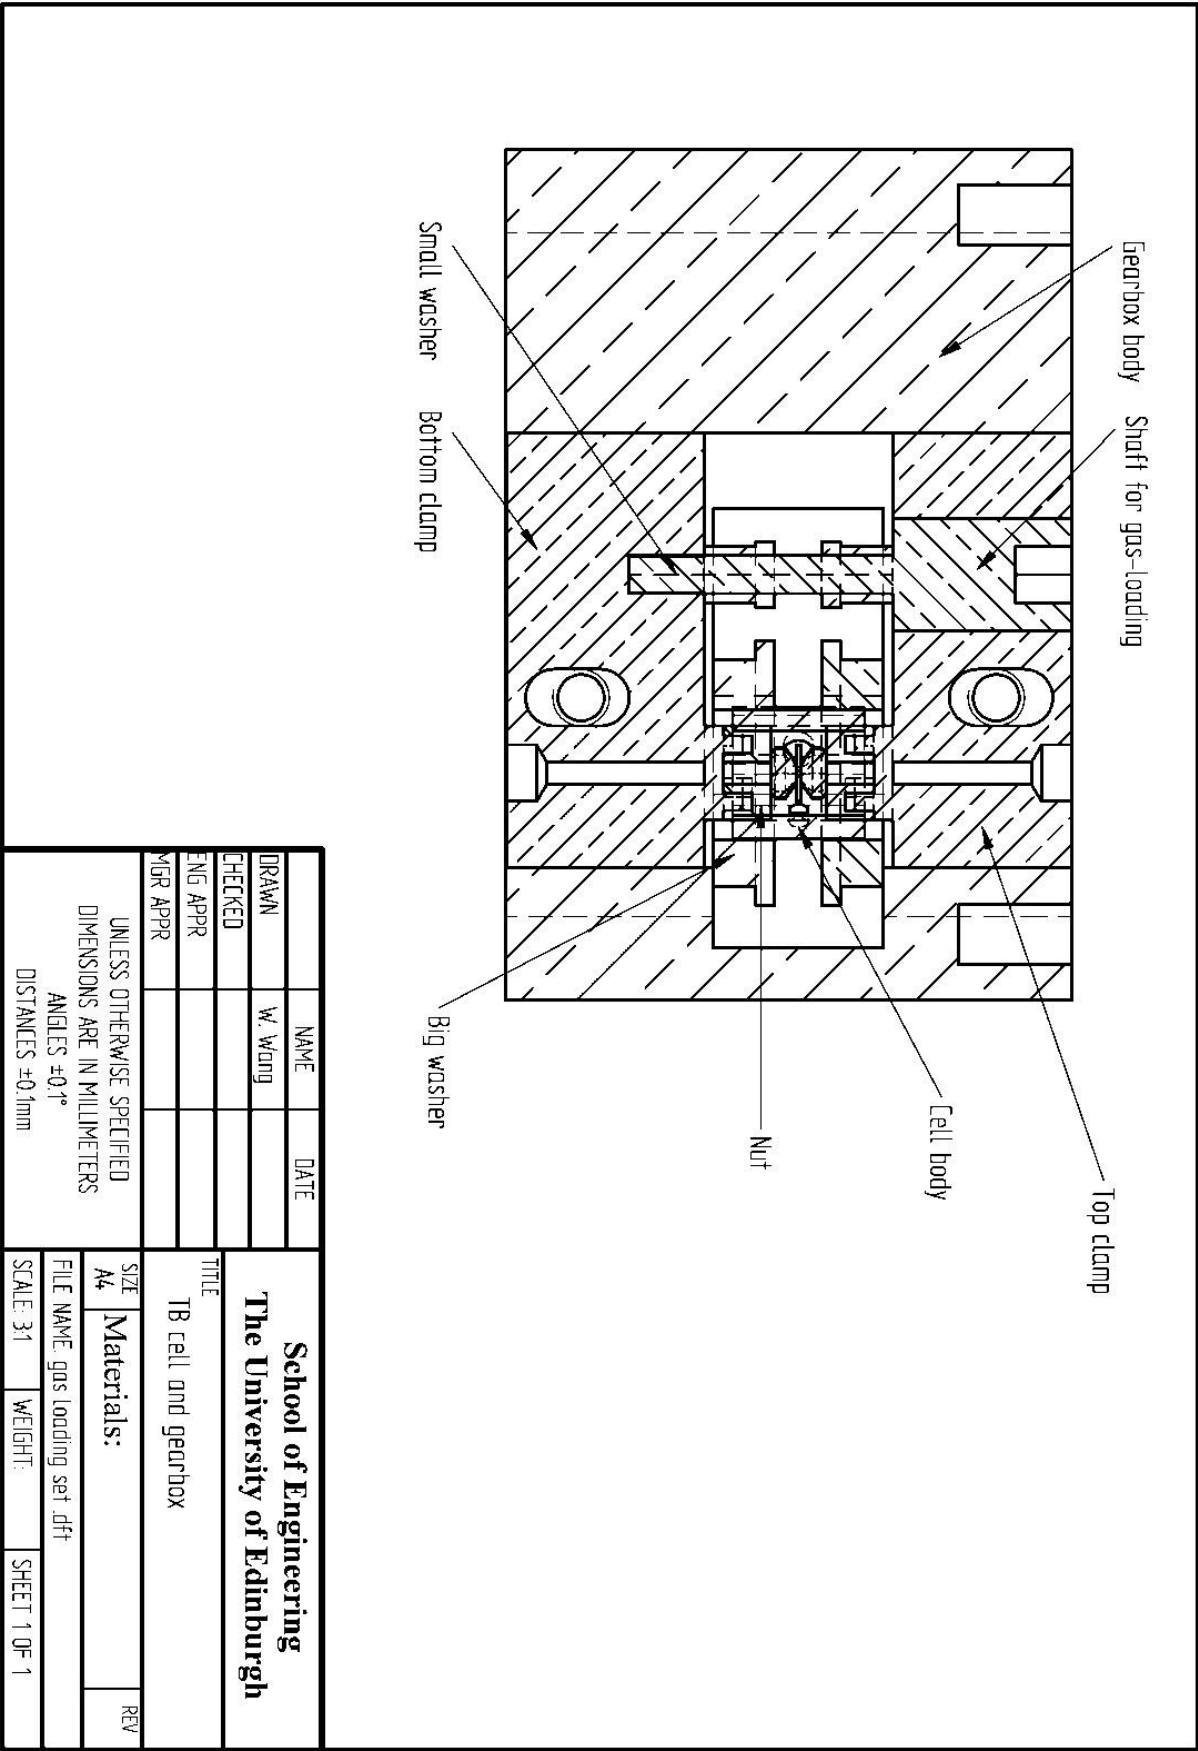 Gearbox body
Shaft for gas-loading
Top clamp
Cell body
Nut
Small washer
Bottom clamp
Big washer
NAME
DATE
DRAWN
W. Wang
CHECKED
ENG APPR
MGR APPR
UNLESS OTHERWISE SPECIFIED
DIMENSIONS ARE IN MILLIMETERS
ANGLES ±0.1°
DISTANCES ±0.1mm
School of Engineering
The University of Edinburgh
TITLE
TB cell and gearbox
SIZE
A4
Materials:
REV
FILE NAME: gas loading set .dft
SCALE: 3:1
WEIGHT:
SHEET 1 OF 1